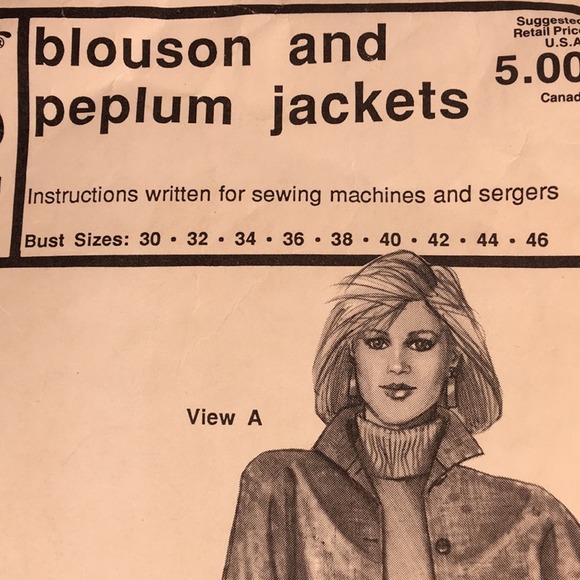 blouson and
peplum jackets
Suggested
Retail Price
U.S.A
5.00
Canad
Instructions written for sewing machines and sergers
Bust Sizes: 30 • 32 • 34 • 36 • 38 • 40 • 42 • 44 • 46
View A